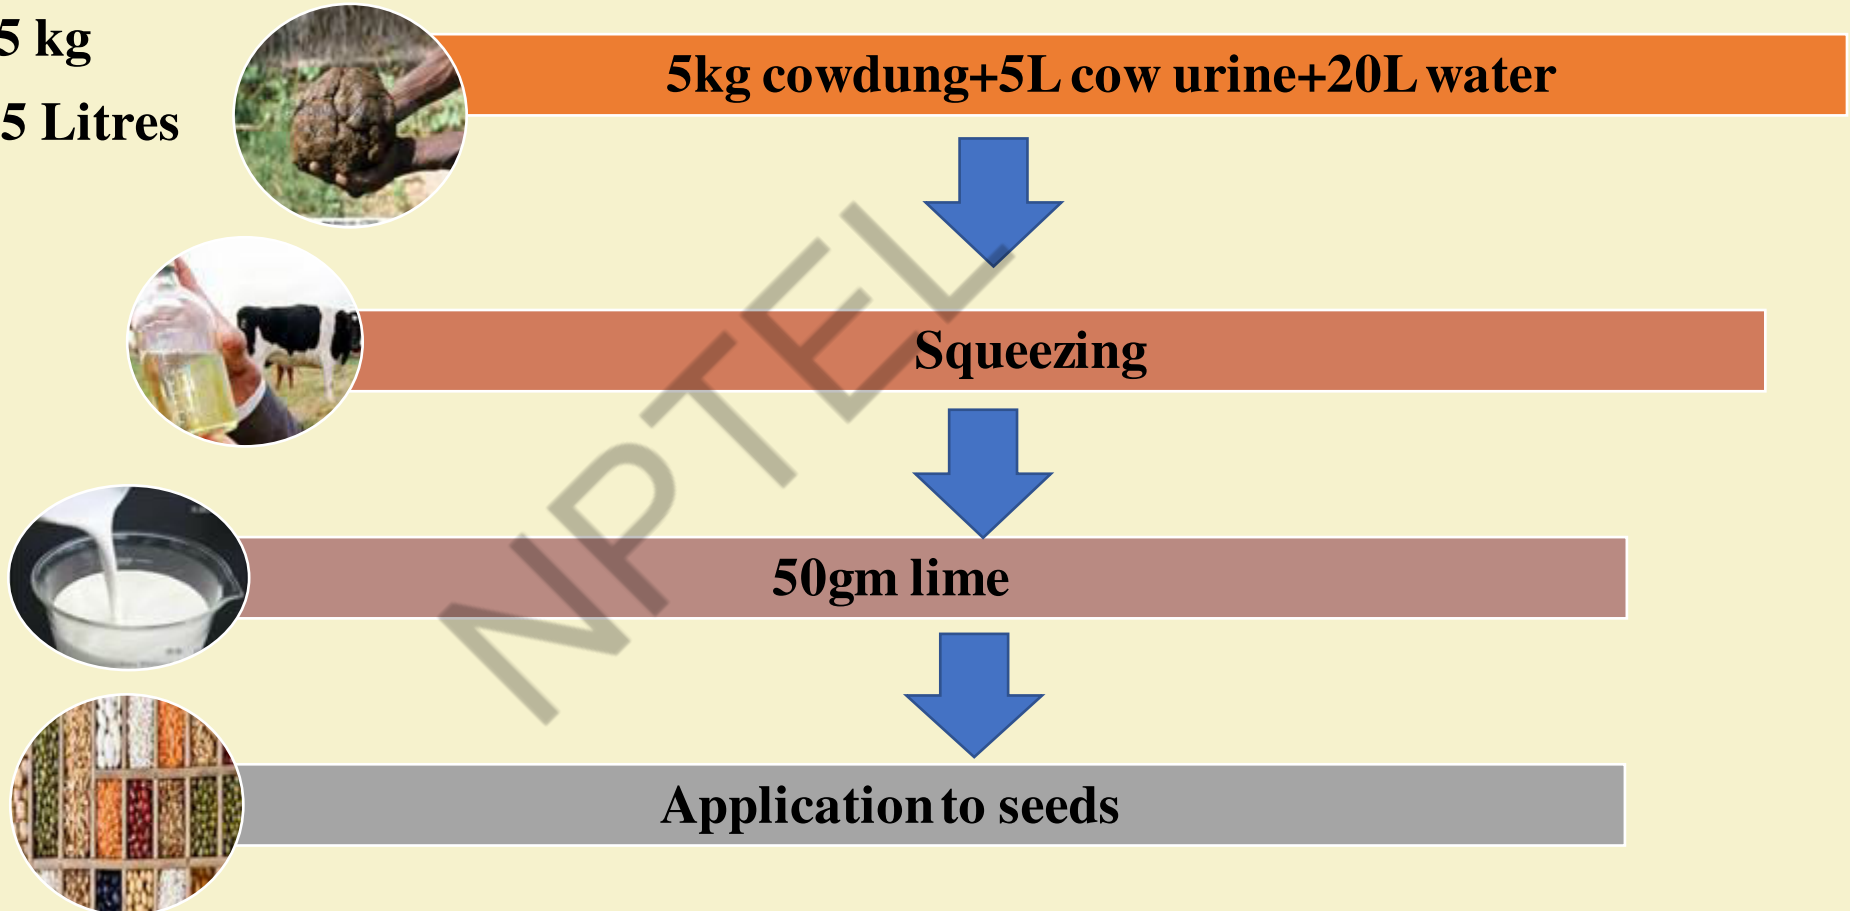 5 kg
5 Litres
5kg cowdung+5L cow urine+20L water
Squeezing
50gm lime
Application to seeds
NPTEL